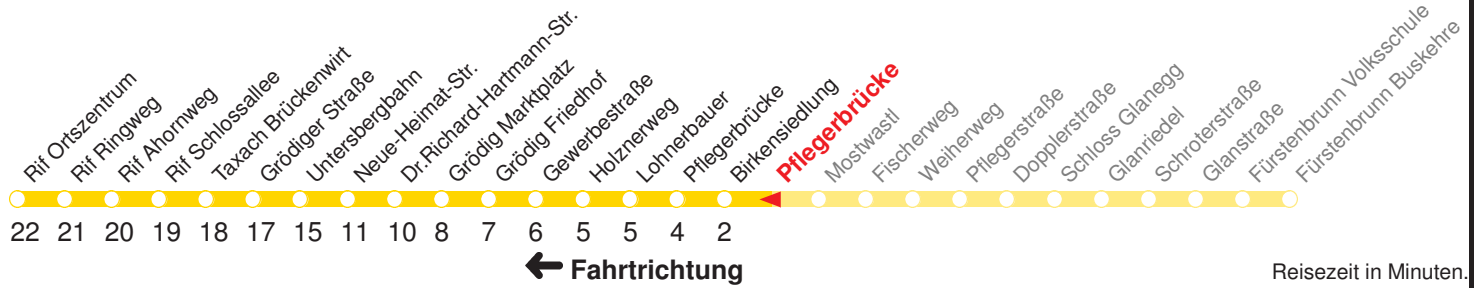 Rif Ortszentrum
Rif Ringweg
Rif Ahornweg
Rif Schlossallee
Taxach Brückenwirt
Grödiger Straße
Untersbergbahn
Neue-Heimat-Str.
Dr.Richard-Hartmann-Str.
Grödig Marktplatz
Grödig Friedhof
Gewerbestraße
Holznerweg
Lohnerbauer
Pflegerbrücke
Birkensiedlung
Pflegerbrücke
Mostwastl
Fischerweg
Weiherweg
Pflegerstraße
Dopplerstraße
Schloss Glanegg
Glanriedel
Schroterstraße
Glanstraße
Fürstenbrunn Volksschule
Fürstenbrunn Buskehre
22 21 20 19 18 17 15 11 10 8 7 6 5 5 4 2
Fahrtrichtung
Reisezeit in Minuten.